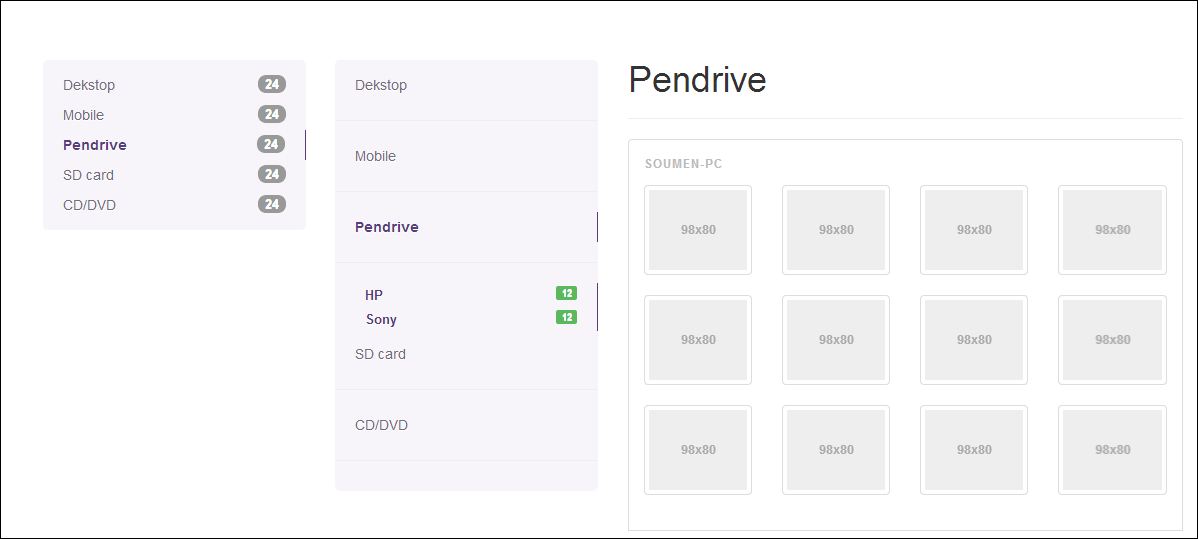 Dekstop 24
Mobile 24
Pendrive 24
SD card 24
CD/DVD 24
Dekstop
Mobile
Pendrive
HP 12
Sony 12
SD card
CD/DVD
Pendrive
SOUMEN-PC
98x80 98x80 98x80 98x80
98x80 98x80 98x80 98x80
98x80 98x80 98x80 98x80